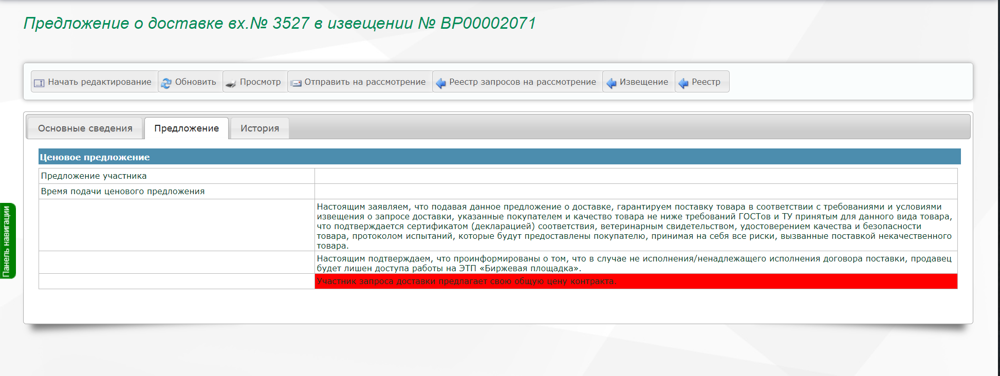 Предложение о доставке вх.№ 3527 в извещении № ВР00002071
Начать редактирование
Обновить
Просмотр
Отправить на рассмотрение
Реестр запросов на рассмотрение
Извещение
Реестр
Основные сведения
Предложение
История
Ценовое предложение
Предложение участника
Время подачи ценового предложения
Настоящим заявляем, что подавая данное предложение о доставке, гарантируем поставку товара в соответствии с требованиями и условиями
извещения о запросе доставки, указанные покупателем и качество товара не ниже требований ГОСТов и ТУ принятым для данного вида товара,
что подтверждается сертификатом (декларацией) соответствия, ветеринарным свидетельством, удостоверением качества и безопасности
товара, протоколом испытаний, которые будут предоставлены покупателю, принимая на себя все риски, вызванные поставкой некачественного
товара.
Настоящим подтверждаем, что проинформированы о том, что в случае не исполнения/ненадлежащего исполнения договора поставки, продавец
будет лишен доступа работы на ЭТП «Биржевая площадка».
Участник запроса доставки предлагает свою общую цену контракта.
Панель навигации